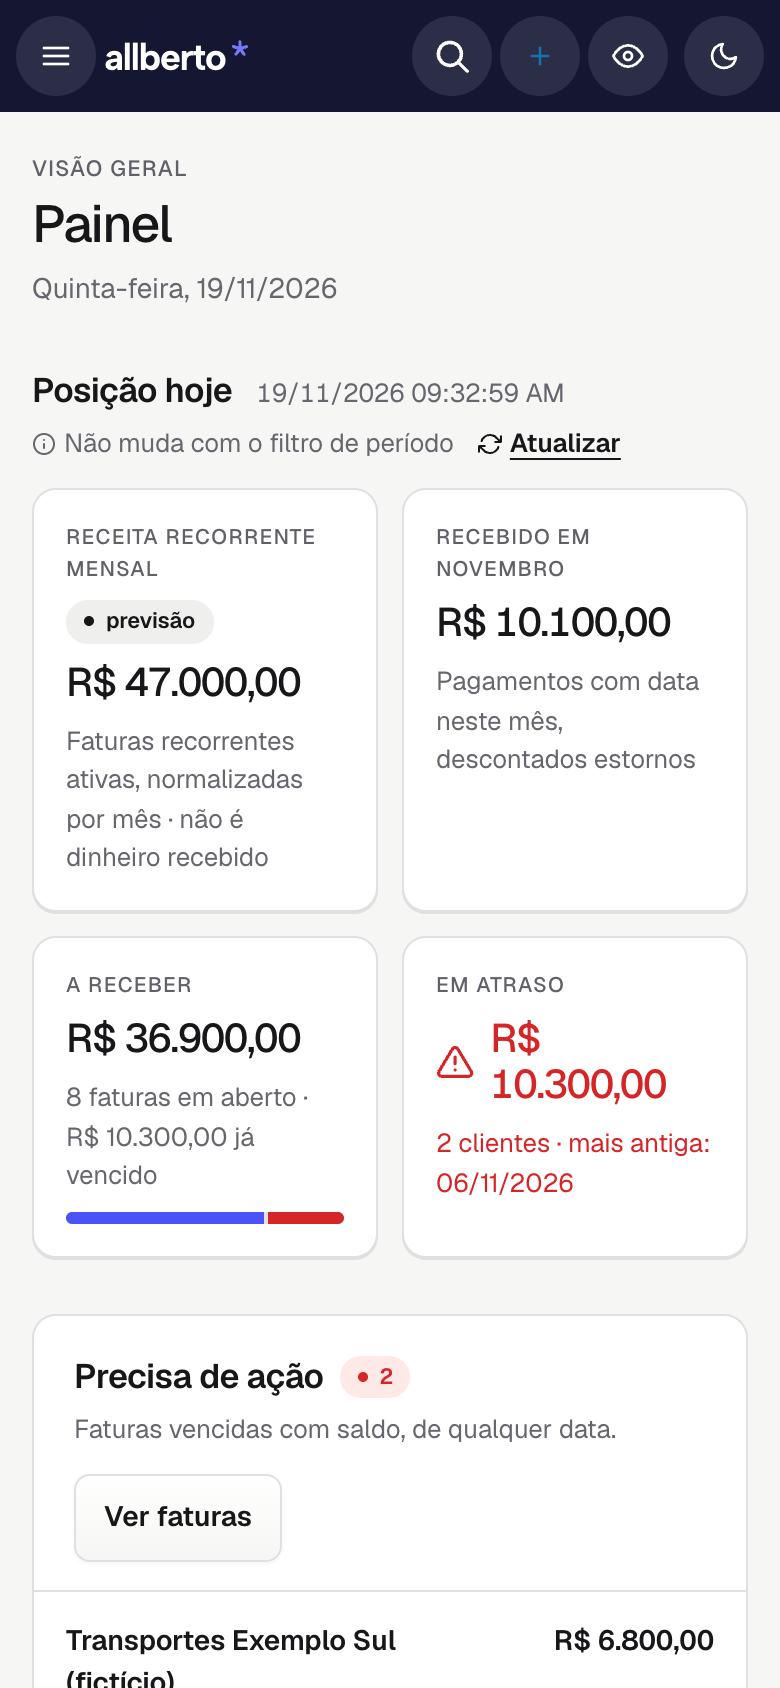 allberto*
VISÃO GERAL
Painel
Quinta-feira, 19/11/2026
Posição hoje 19/11/2026 09:32:59 AM
Não muda com o filtro de período Atualizar
RECEITA RECORRENTE
MENSAL
• previsão
R$ 47.000,00
Faturas recorrentes
ativas, normalizadas
por mês · não é
dinheiro recebido
RECEBIDO EM
NOVEMBRO
R$ 10.100,00
Pagamentos com data
neste mês,
descontados estornos
A RECEBER
R$ 36.900,00
8 faturas em aberto ·
R$ 10.300,00 já
vencido
EM ATRASO
R$
10.300,00
2 clientes · mais antiga:
06/11/2026
Precisa de ação • 2
Faturas vencidas com saldo, de qualquer data.
Ver faturas
Transportes Exemplo Sul R$ 6.800,00
(fictício)